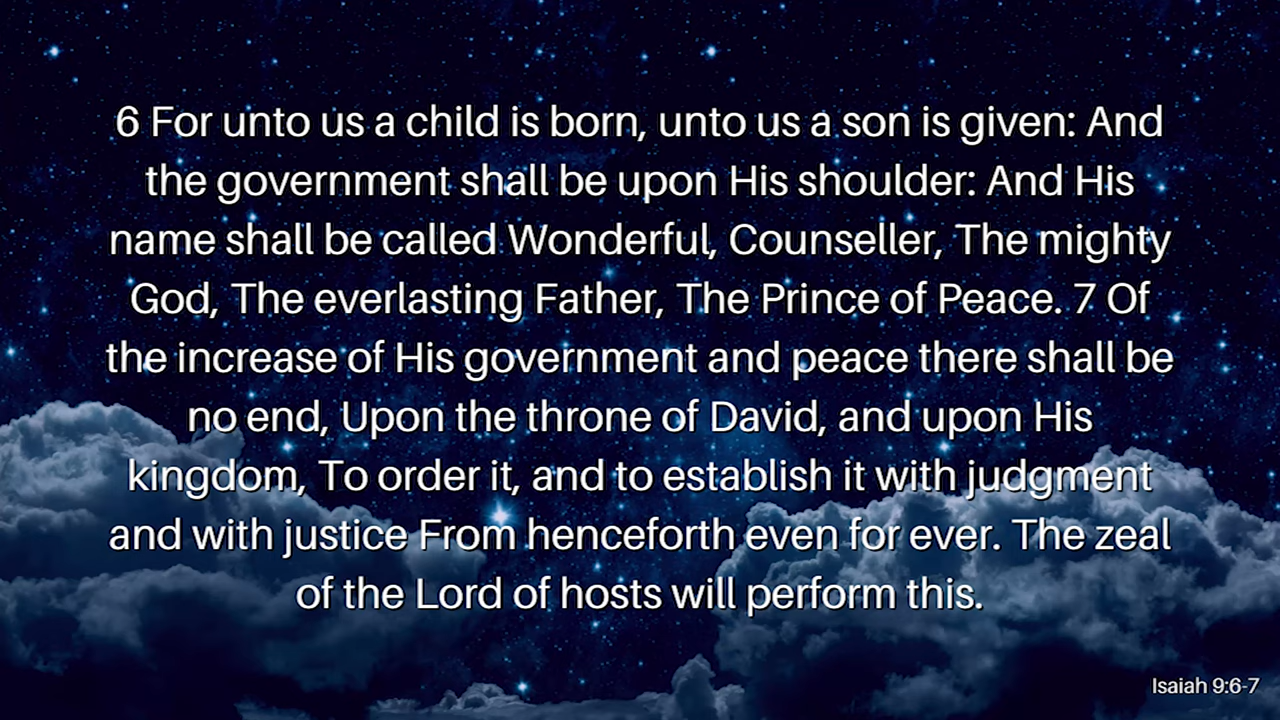 6 For unto us a child is born, unto us a son is given: And
the government shall be upon His shoulder: And His
name shall be called Wonderful, Counseller, The mighty
God, The everlasting Father, The Prince of Peace. 7 Of
the increase of His government and peace there shall be
no end, Upon the throne of David, and upon His
kingdom, To order it, and to establish it with judgment
and with justice From henceforth even for ever. The zeal
of the Lord of hosts will perform this.
Isaiah 9:6-7